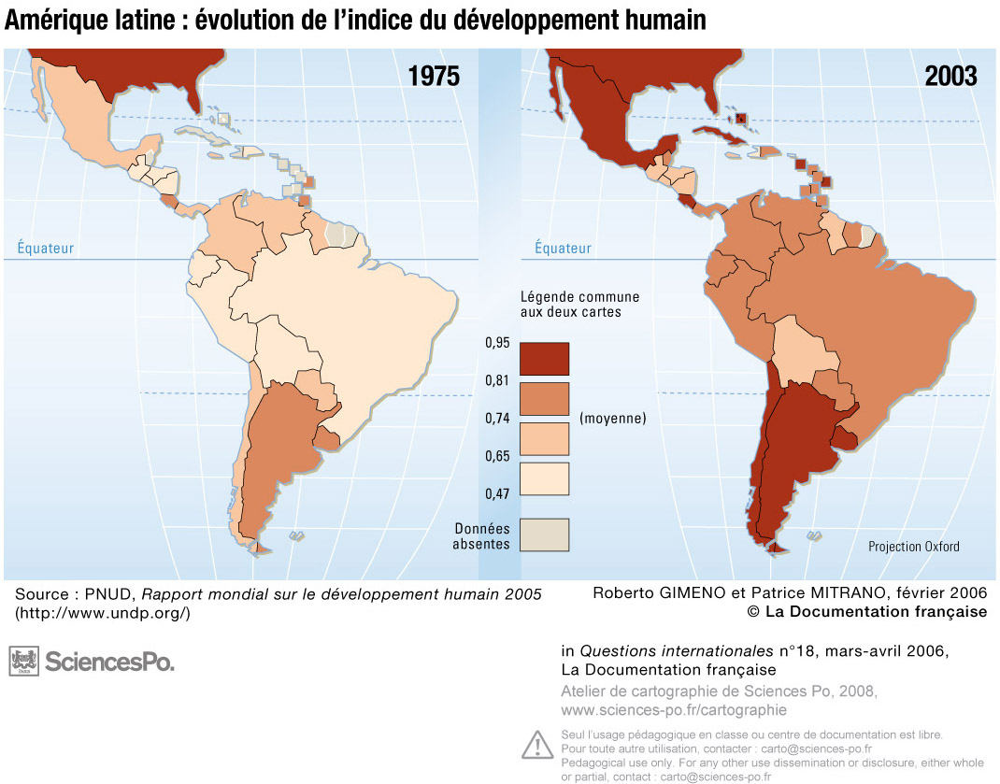 Amérique latine : évolution de l'indice du développement humain
1975
2003
Équateur
Équateur
Légende commune
aux deux cartes
0,95
0,81
0,74
(moyenne)
0,65
0,47
Données
absentes
Projection Oxford
Source : PNUD, Rapport mondial sur le développement humain 2005
(http://www.undp.org/)
Roberto GIMENO et Patrice MITRANO, février 2006
© La Documentation française
SciencesPo.
in Questions internationales n°18, mars-avril 2006,
La Documentation française
Atelier de cartographie de Sciences Po, 2008,
www.sciences-po.fr/cartographie
Seul l'usage pédagogique en classe ou centre de documentation est libre.
Pour toute autre utilisation, contacter : carto@sciences-po.fr
Pedagogical use only. For any other use dissemination or disclosure, either whole
or partial, contact : carto@sciences-po.fr